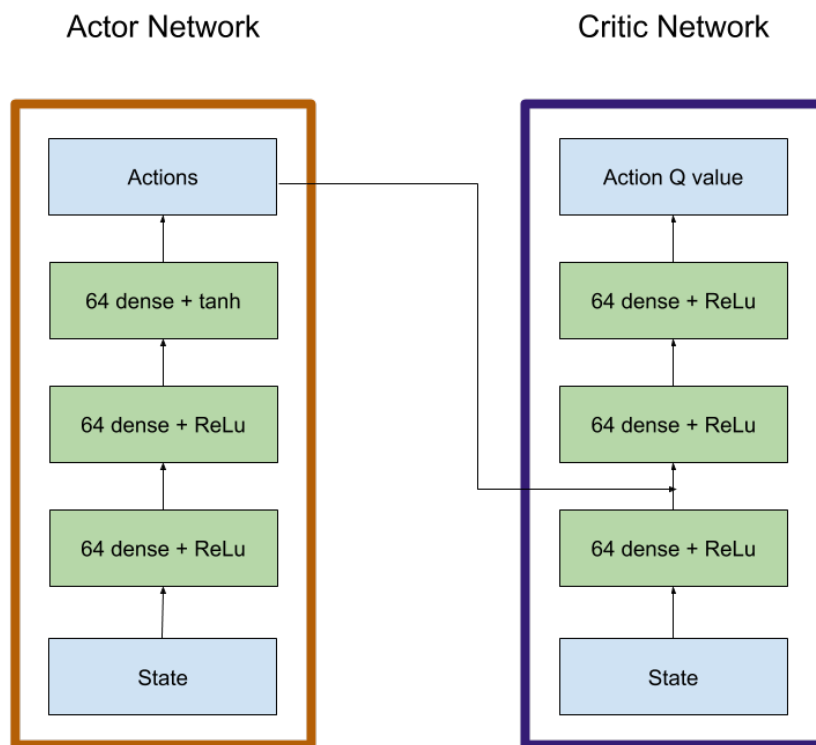 Actor Network
Critic Network
Actions
64 dense + tanh
64 dense + ReLu
64 dense + ReLu
State
Action Q value
64 dense + ReLu
64 dense + ReLu
64 dense + ReLu
State